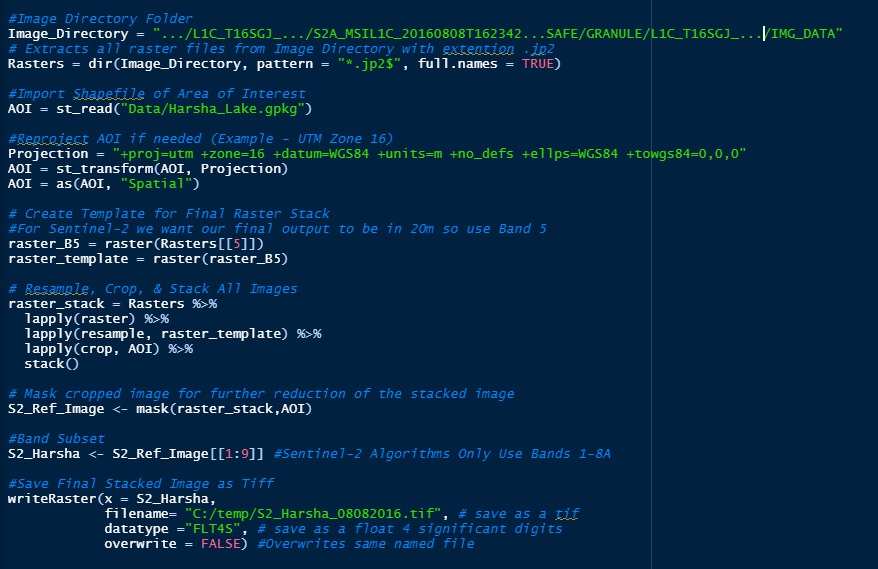 #Image Directory Folder
Image_Directory = ".../L1C_T16SGJ_.../S2A_MSIL1C_20160808T162342...SAFE/GRANULE/L1C_T16SGJ_.../IMG_DATA"
# Extracts all raster files from Image Directory with extention .jp2
Rasters = dir(Image_Directory, pattern = "*.jp2$", full.names = TRUE)
#Import Shapefile of Area of Interest
AOI = st_read("Data/Harsha_Lake.gpkg")
#Reproject AOI if needed (Example - UTM Zone 16)
Projection = "+proj=utm +zone=16 +datum=WGS84 +units=m +no_defs +ellps=WGS84 +towgs84=0,0,0"
AOI = st_transform(AOI, Projection)
AOI = as(AOI, "Spatial")
# Create Template for Final Raster Stack
#For Sentinel-2 we want our final output to be in 20m so use Band 5
raster_B5 = raster(Rasters[[5]])
raster_template = raster(raster_B5)
# Resample, Crop, & Stack All Images
raster_stack = Rasters %>%
  lapply(raster) %>%
  lapply(resample, raster_template) %>%
  lapply(crop, AOI) %>%
  stack()
# Mask cropped image for further reduction of the stacked image
S2_Ref_Image <- mask(raster_stack,AOI)
#Band Subset
S2_Harsha <- S2_Ref_Image[[1:9]] #Sentinel-2 Algorithms Only Use Bands 1-8A
#Save Final Stacked Image as Tiff
writeRaster(x = S2_Harsha,
            filename= "C:/temp/S2_Harsha_08082016.tif", # save as a tif
            datatype ="FLT4S", # save as a float 4 significant digits
            overwrite = FALSE) #Overwrites same named file